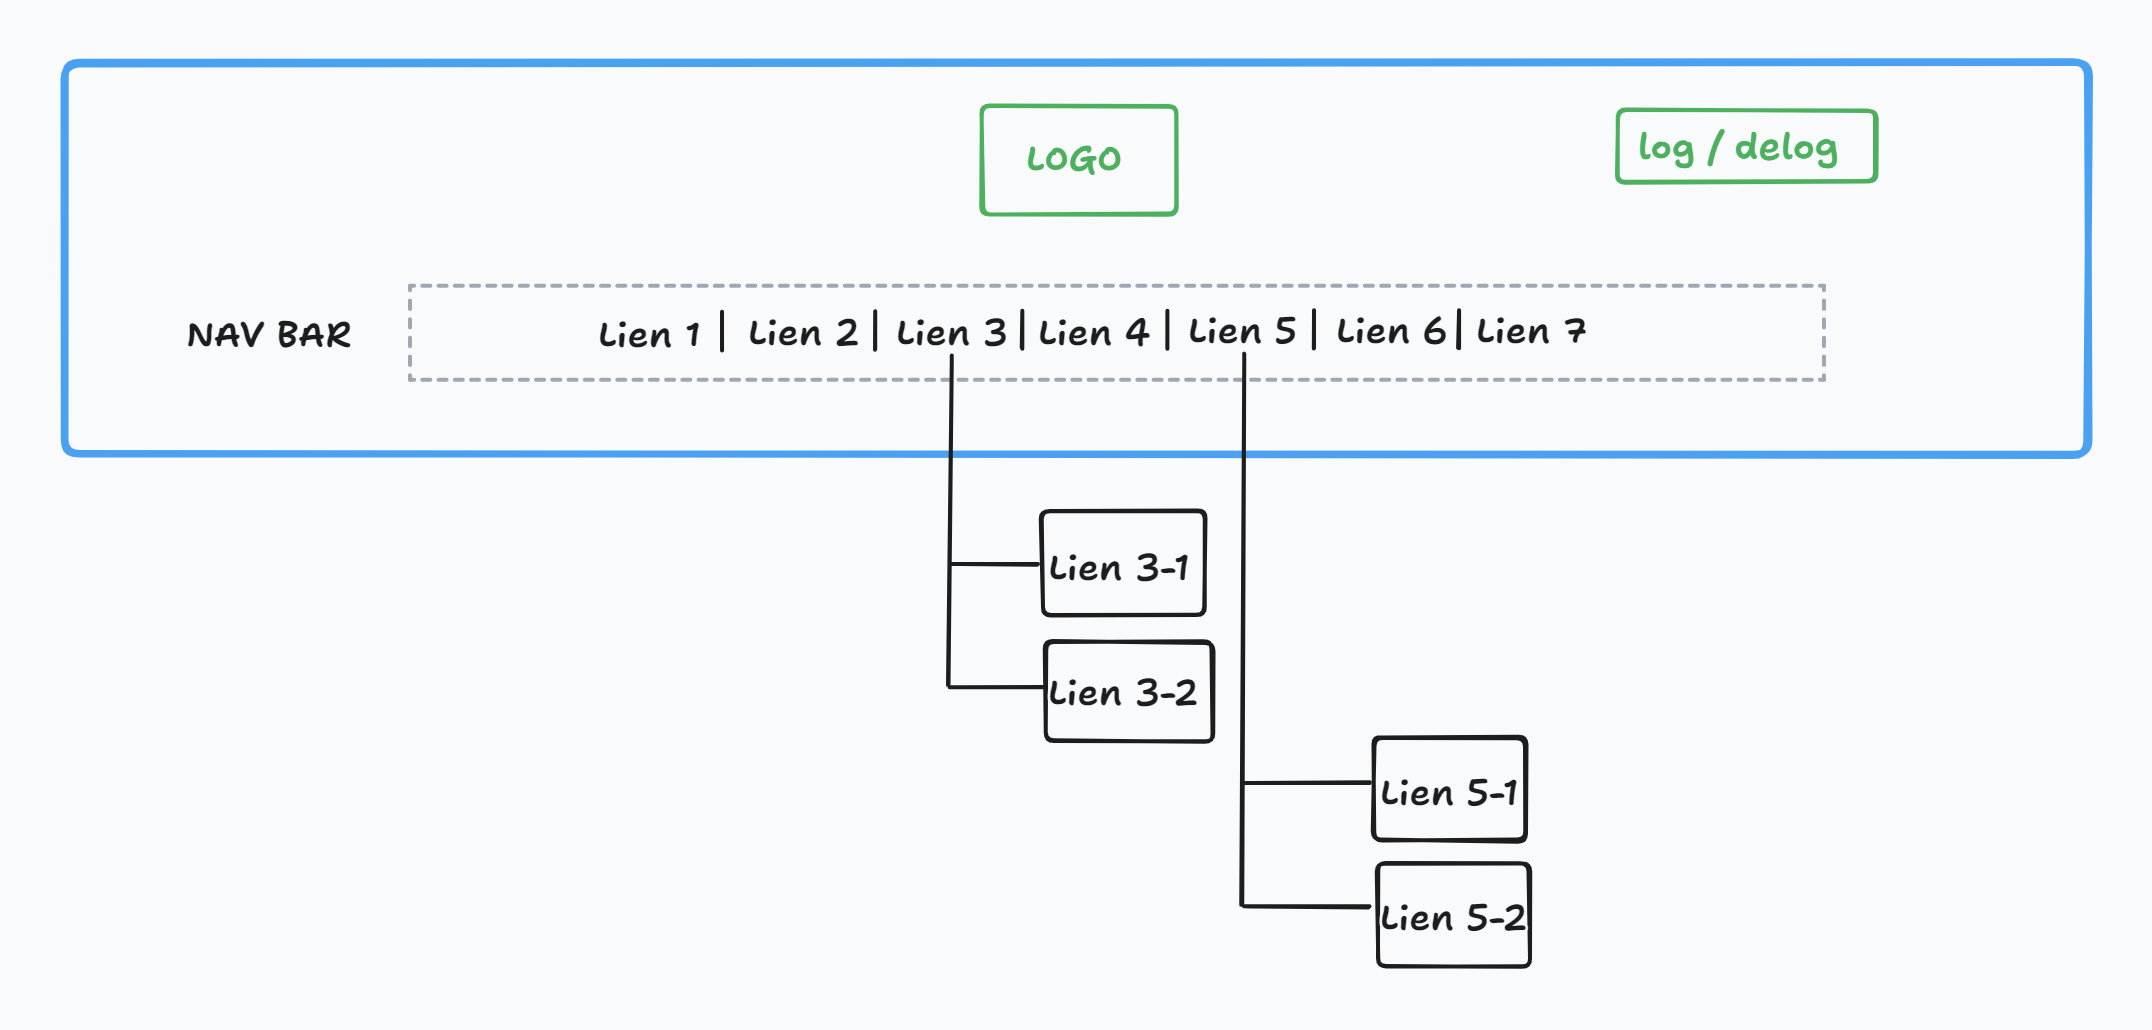 LOGO
log / delog
NAV BAR
Lien 1 | Lien 2 | Lien 3 | Lien 4 | Lien 5 | Lien 6 | Lien 7
Lien 3-1
Lien 3-2
Lien 5-1
Lien 5-2